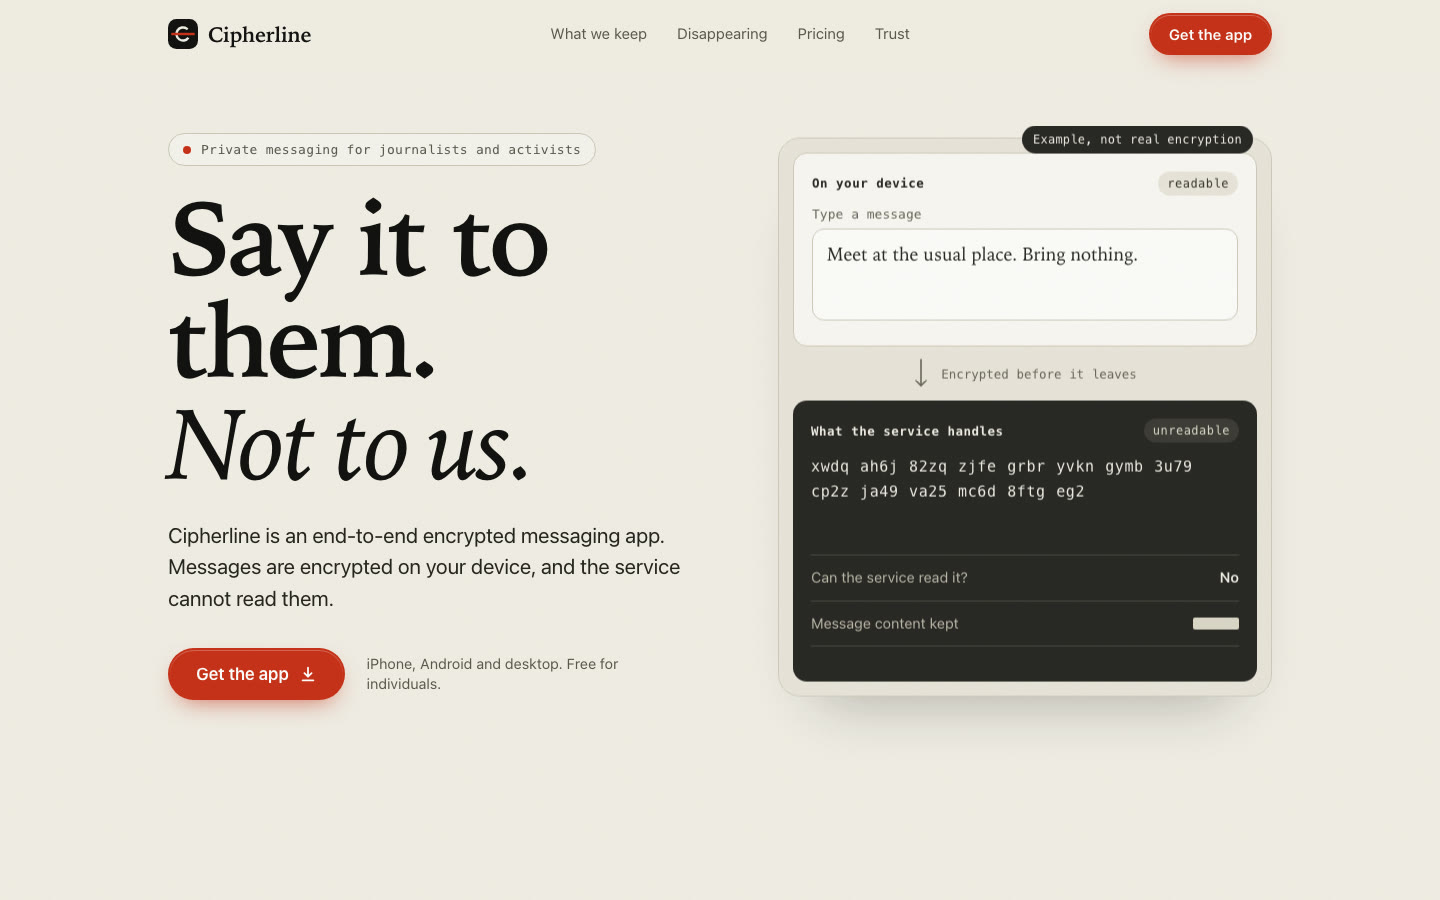 Cipherline
What we keep
Disappearing
Pricing
Trust
Get the app
Private messaging for journalists and activists
Say it to
them.
Not to us.
Cipherline is an end-to-end encrypted messaging app.
Messages are encrypted on your device, and the service
cannot read them.
Get the app
iPhone, Android and desktop. Free for
individuals.
Example, not real encryption
On your device
readable
Type a message
Meet at the usual place. Bring nothing.
Encrypted before it leaves
What the service handles
unreadable
xwdq ah6j 82zq zjfe grbr yvkn gymb 3u79
cp2z ja49 va25 mc6d 8ftg eg2
Can the service read it?
No
Message content kept